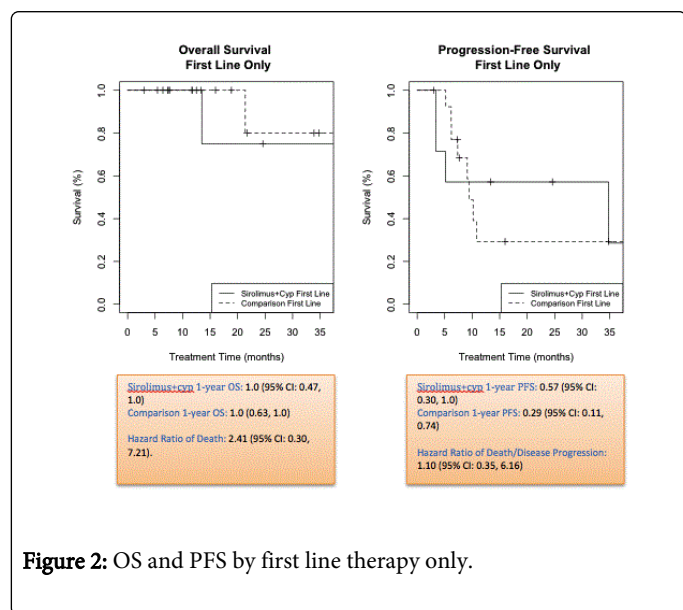 Overall Survival
First Line Only
Survival (%)
1.0
0.8
0.6
0.4
0.2
0.0
Sirolimus+Cyp First Line
Comparison First Line
0 5 10 15 20 25 30 35
Treatment Time (months)
Sirolimus+cyp 1-year OS: 1.0 (95% CI: 0.47,
1.0)
Comparison 1-year OS: 1.0 (0.63, 1.0)
Hazard Ratio of Death: 2.41 (95% CI: 0.30,
7.21).
Progression-Free Survival
First Line Only
Survival (%)
1.0
0.8
0.6
0.4
0.2
0.0
Sirolimus+Cyp First Line
Comparison First Line
0 5 10 15 20 25 30 35
Treatment Time (months)
Sirolimus+cyp 1-year PFS: 0.57 (95% CI:
0.30, 1.0)
Comparison 1-year PFS: 0.29 (95% CI: 0.11,
0.74)
Hazard Ratio of Death/Disease Progression:
1.10 (95% CI: 0.35, 6.16)
Figure 2: OS and PFS by first line therapy only.